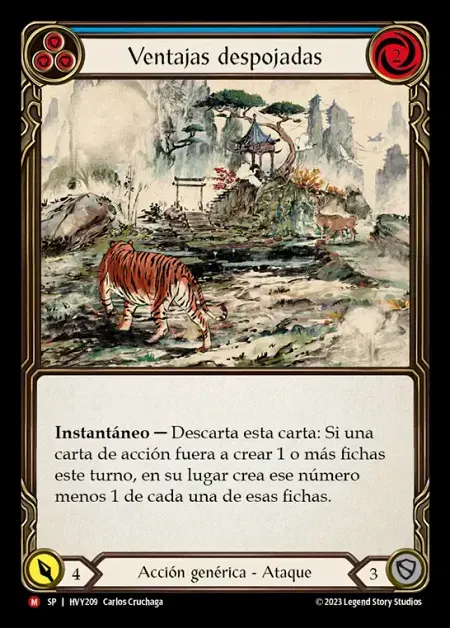 Ventajas despojadas
2
Instantáneo — Descarta esta carta: Si una
carta de acción fuera a crear 1 o más fichas
este turno, en su lugar crea ese número
menos 1 de cada una de esas fichas.
4
Acción genérica - Ataque
3
M SP | HVY209 Carlos Cruchaga
© 2023 Legend Story Studios